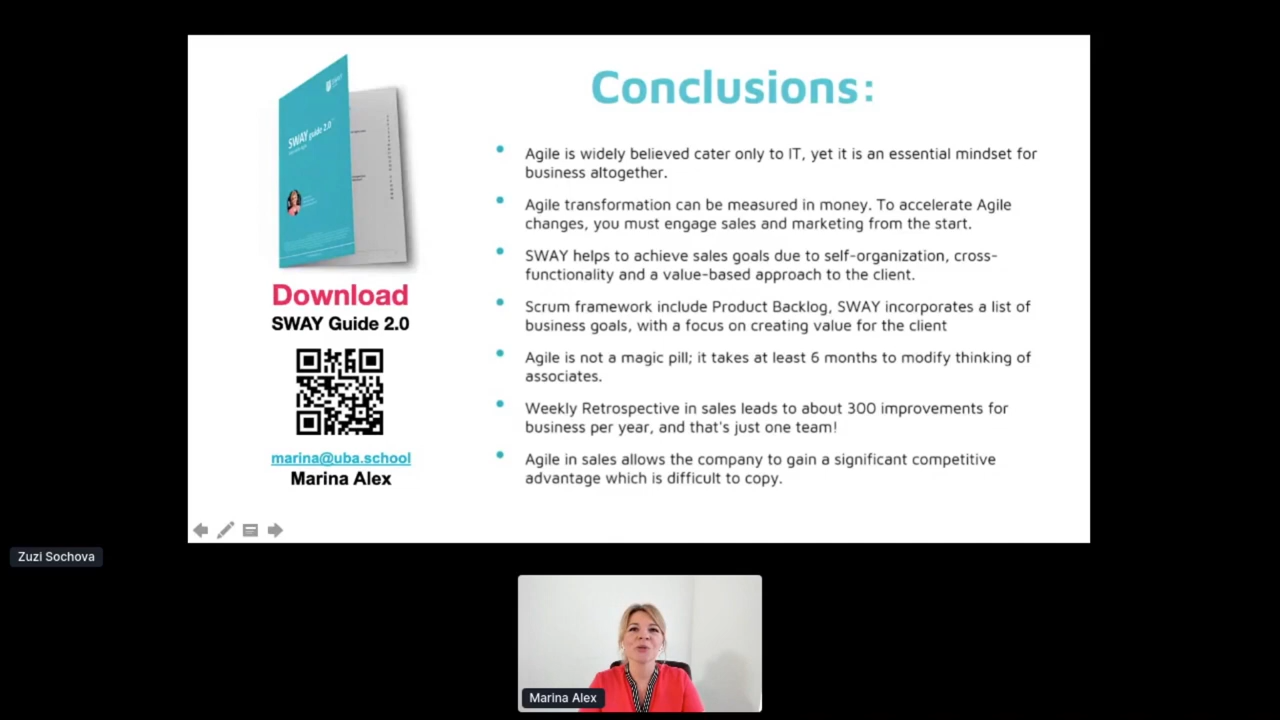 SWAY guide 2.0
Download
SWAY Guide 2.0
marina@uba.school
Marina Alex
Conclusions:
• Agile is widely believed cater only to IT, yet it is an essential mindset for
business altogether.
• Agile transformation can be measured in money. To accelerate Agile
changes, you must engage sales and marketing from the start.
• SWAY helps to achieve sales goals due to self-organization, cross-
functionality and a value-based approach to the client.
• Scrum framework include Product Backlog, SWAY incorporates a list of
business goals, with a focus on creating value for the client
• Agile is not a magic pill; it takes at least 6 months to modify thinking of
associates.
• Weekly Retrospective in sales leads to about 300 improvements for
business per year, and that's just one team!
• Agile in sales allows the company to gain a significant competitive
advantage which is difficult to copy.
Zuzi Sochova
Marina Alex